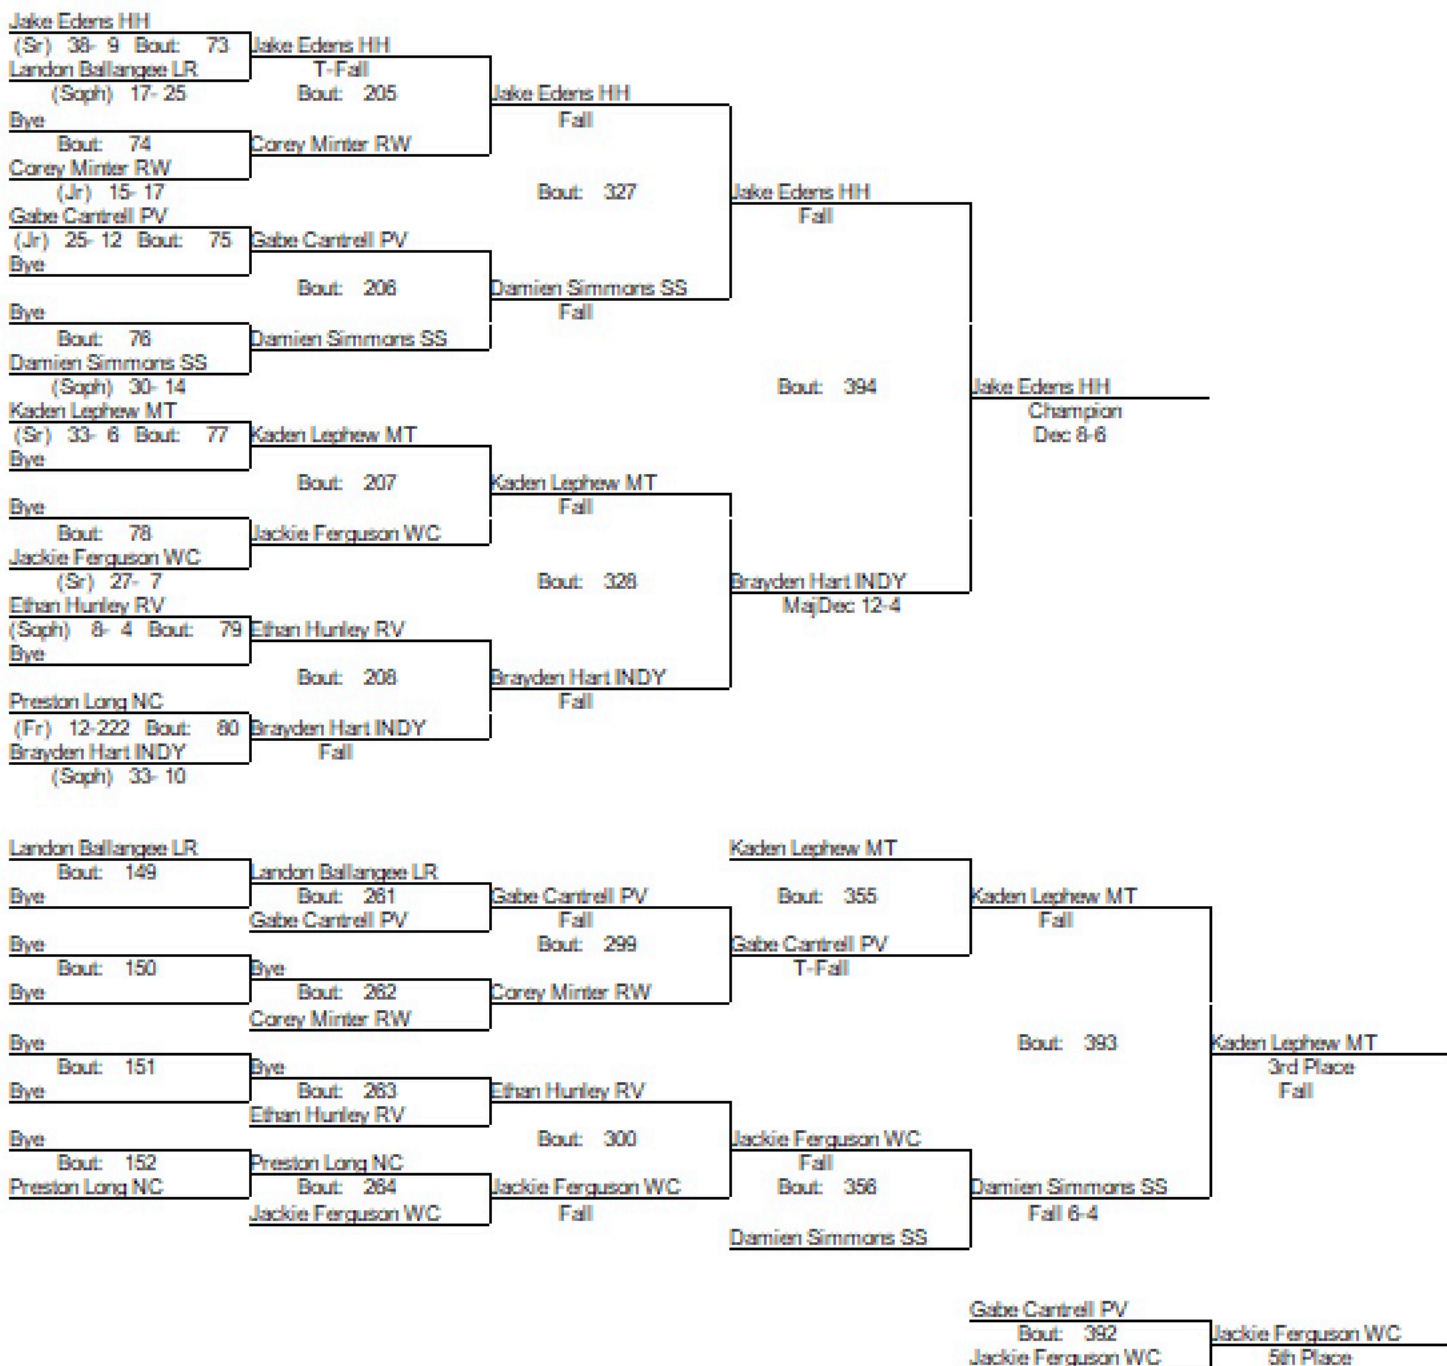 Jake Edens HH
(Sr) 38- 9 Bout: 73 Jake Edens HH
Landon Ballangee LR T-Fall
(Soph) 17- 25 Bout: 205 Jake Edens HH
Bye Fall
Bout: 74 Corey Minter RW
Corey Minter RW
(Jr) 15- 17 Bout: 327 Jake Edens HH
Gabe Cantrell PV Fall
(Jr) 25- 12 Bout: 75 Gabe Cantrell PV
Bye
Bout: 206 Damien Simmons SS
Bye Fall
Bout: 76 Damien Simmons SS
Damien Simmons SS
(Soph) 30- 14 Bout: 394 Jake Edens HH
Kaden Lephew MT Champion
(Sr) 33- 6 Bout: 77 Kaden Lephew MT Dec 8-6
Bye
Bout: 207 Kaden Lephew MT
Bye Fall
Bout: 78 Jackie Ferguson WC
Jackie Ferguson WC
(Sr) 27- 7 Bout: 328 Brayden Hart INDY
Ethan Hunley RV MajDec 12-4
(Soph) 8- 4 Bout: 79 Ethan Hunley RV
Bye
Bout: 208 Brayden Hart INDY
Preston Long NC Fall
(Fr) 12-222 Bout: 80 Brayden Hart INDY
Brayden Hart INDY Fall
(Soph) 33- 10
Landon Ballangee LR Kaden Lephew MT
Bout: 149 Landon Ballangee LR
Bye Bout: 261 Gabe Cantrell PV Bout: 355 Kaden Lephew MT
Gabe Cantrell PV Fall Fall
Bye Bout: 299 Gabe Cantrell PV
Bout: 150 Bye T-Fall
Bye Bout: 262 Corey Minter RW
Corey Minter RW
Bye Bout: 393 Kaden Lephew MT
Bout: 151 Bye 3rd Place
Bye Bout: 263 Ethan Hunley RV Fall
Ethan Hunley RV
Bye Bout: 300 Jackie Ferguson WC
Bout: 152 Preston Long NC Fall
Preston Long NC Bout: 264 Jackie Ferguson WC Bout: 356 Damien Simmons SS
Jackie Ferguson WC Fall Fall 6-4
Damien Simmons SS
Gabe Cantrell PV
Bout: 392 Jackie Ferguson WC
Jackie Ferguson WC 5th Place